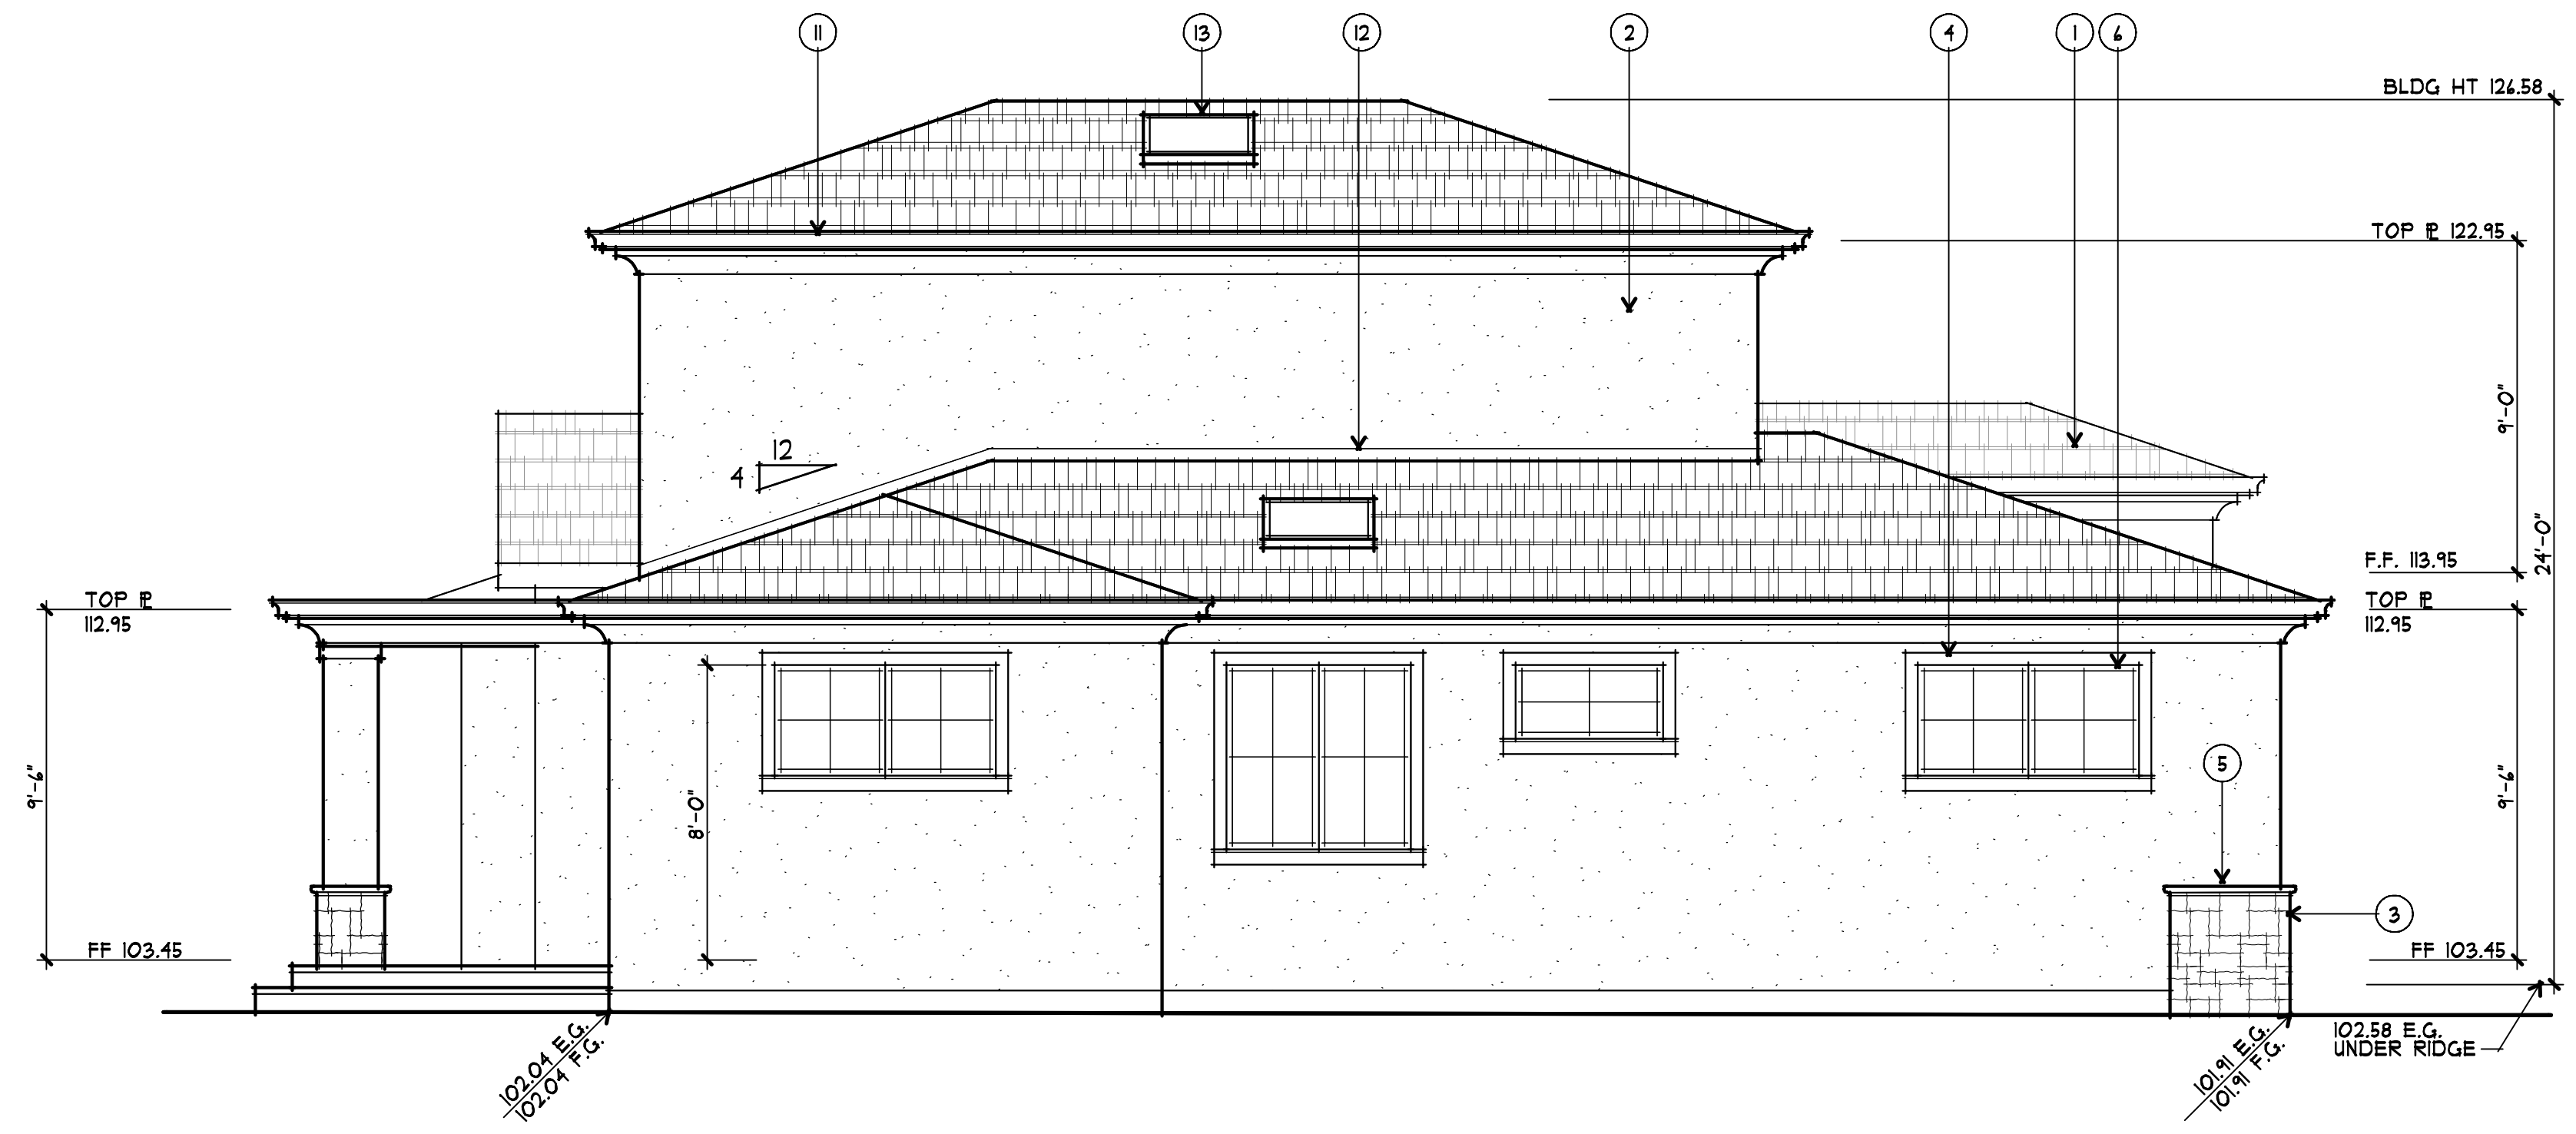 11
13
12
2
4
1
6
BLDG HT 126.58
TOP PL 122.95
9'-0"
12
4
24'-0"
F.F. 113.95
TOP PL
112.95
TOP PL
112.95
9'-6"
8'-0"
5
9'-6"
3
FF 103.45
FF 103.45
102.04 E.G.
102.04 F.G.
101.91 E.G.
101.91 F.G.
102.58 E.G.
UNDER RIDGE